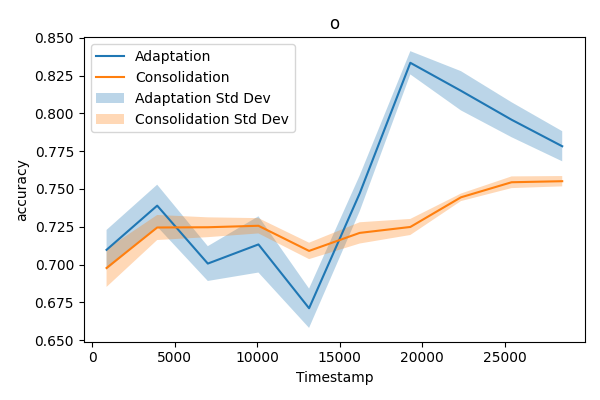 o
Adaptation
Consolidation
Adaptation Std Dev
Consolidation Std Dev
accuracy
0.850
0.825
0.800
0.775
0.750
0.725
0.700
0.675
0.650
0 5000 10000 15000 20000 25000
Timestamp